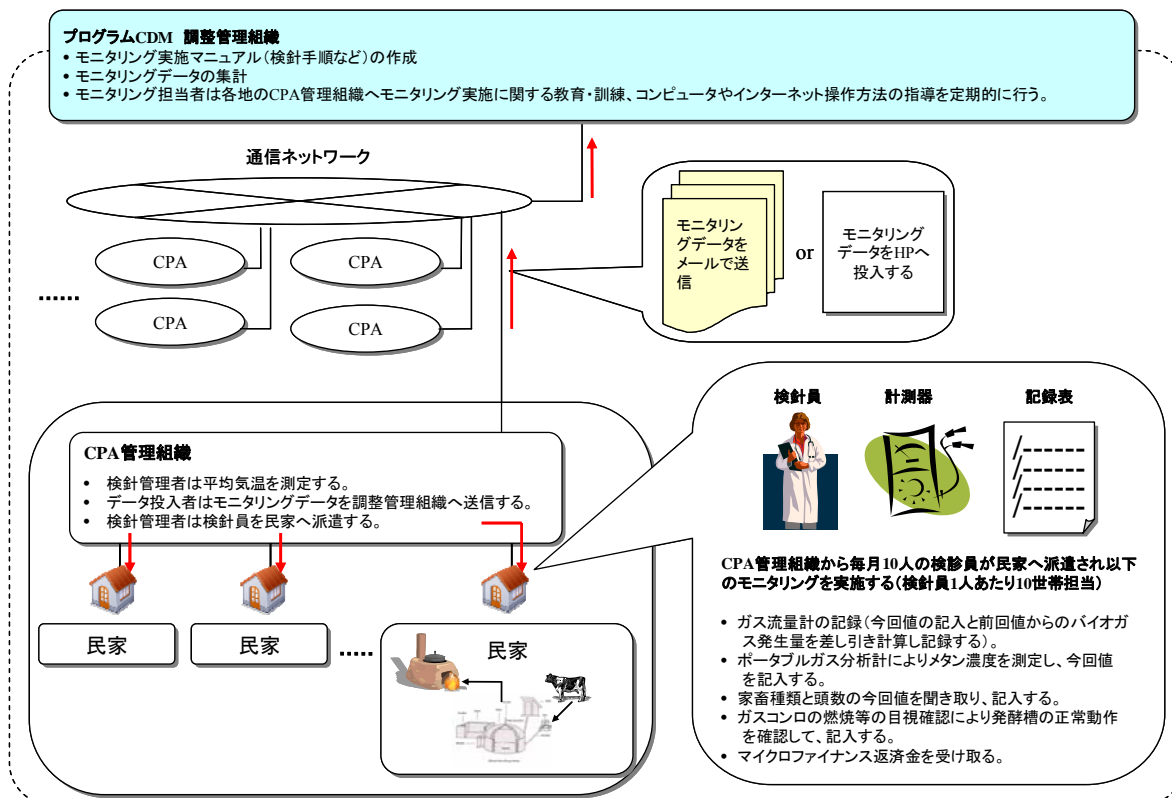 プログラムCDM 調整管理組織
• モニタリング実施マニュアル（検針手順など）の作成
• モニタリングデータの集計
• モニタリング担当者は各地のCPA管理組織へモニタリング実施に関する教育・訓練、コンピュータやインターネット操作方法の指導を定期的に行う。
通信ネットワーク
CPA
CPA
CPA
CPA
......
モニタリン
グデータを
メールで送
信
or
モニタリング
データをHPへ
投入する
CPA管理組織
• 検針管理者は平均気温を測定する。
• データ投入者はモニタリングデータを調整管理組織へ送信する。
• 検針管理者は検針員を民家へ派遣する。
民家
民家
.....
民家
検針員
計測器
記録表
CPA管理組織から毎月10人の検診員が民家へ派遣され以下
のモニタリングを実施する（検針員1人あたり10世帯担当）
• ガス流量計の記録（今回値の記入と前回値からのバイオガ
ス発生量を差し引き計算し記録する）。
• ポータブルガス分析計によりメタン濃度を測定し、今回値
を記入する。
• 家畜種類と頭数の今回値を聞き取り、記入する。
• ガスコンロの燃焼等の目視確認により発酵槽の正常動作
を確認して、記入する。
• マイクロファイナンス返済金を受け取る。